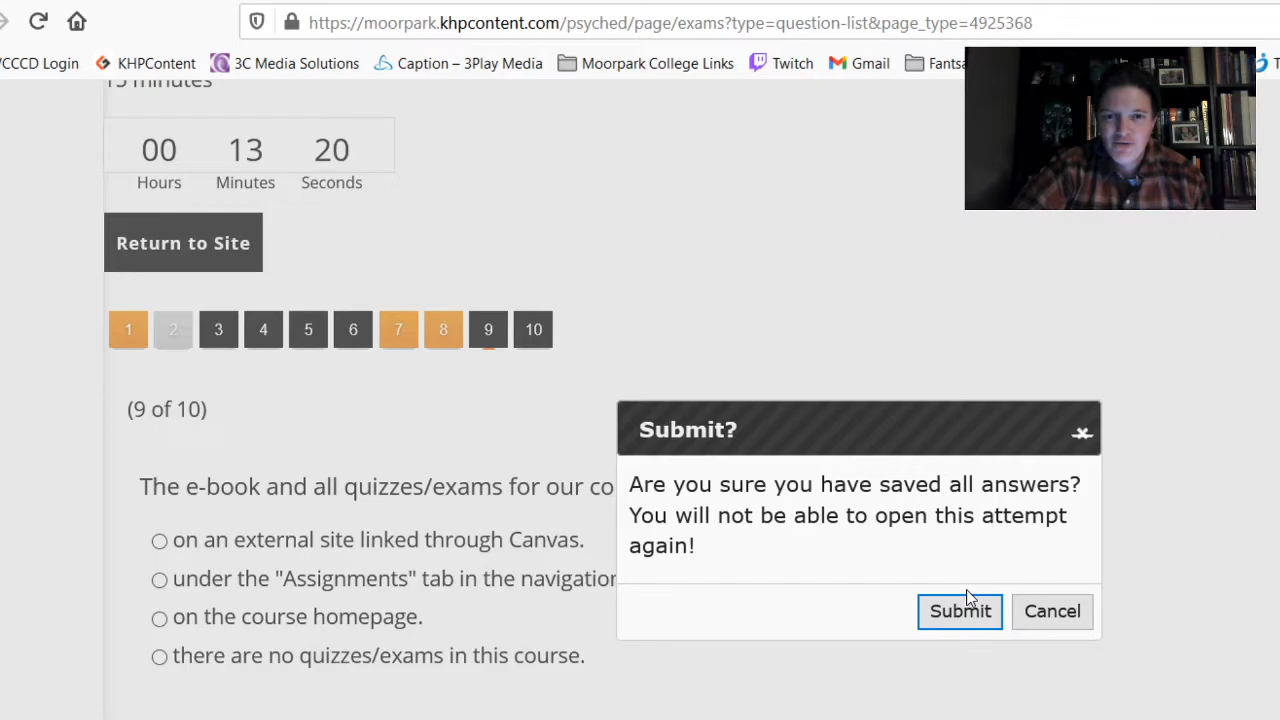 https://moorpark.khpcontent.com/psyched/page/exams?type=question-list&page_type=4925368
/CCCD Login KHPContent 3C Media Solutions Caption – 3Play Media Moorpark College Links Twitch Gmail Fantsa
15 minutes
00 13 20
Hours Minutes Seconds
Return to Site
1 2 3 4 5 6 7 8 9 10
(9 of 10)
Submit?
Are you sure you have saved all answers?
You will not be able to open this attempt
again!
Submit Cancel
The e-book and all quizzes/exams for our co
on an external site linked through Canvas.
under the "Assignments" tab in the navigation
on the course homepage.
there are no quizzes/exams in this course.